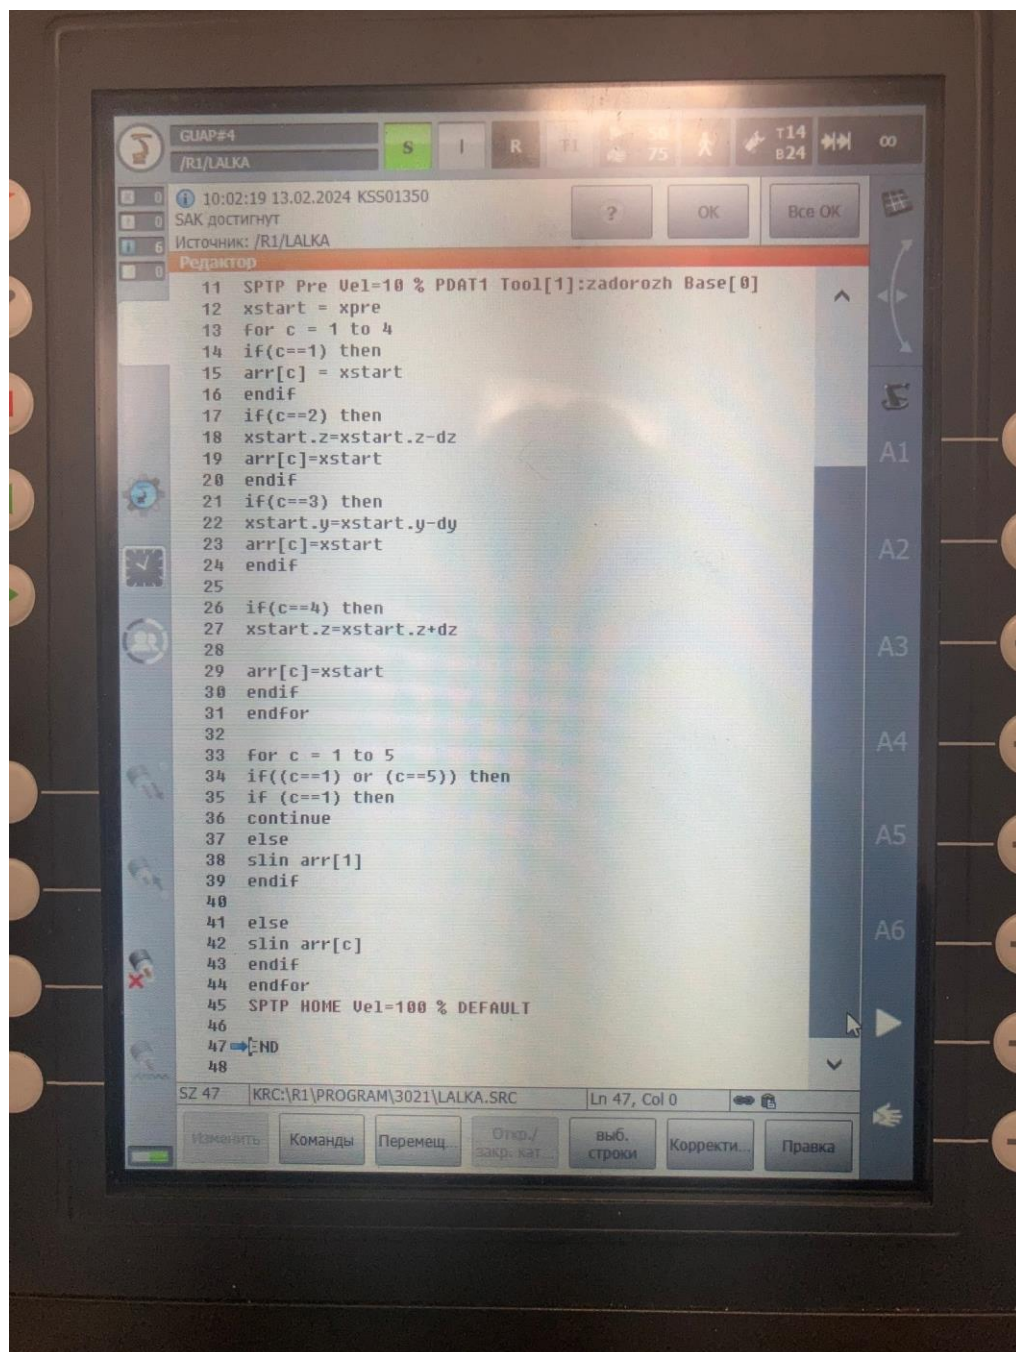 GUAP#4
/R1/LALKA
S I R T1 50 75 T14 B24 ∞
0
0
6
0
10:02:19 13.02.2024 KSS01350
SAK достигнут
Источник: /R1/LALKA
? OK Все OK
Редактор
11 SPTP Pre Vel=10 % PDAT1 Tool[1]:zadorozh Base[0]
12 xstart = xpre
13 for c = 1 to 4
14 if(c==1) then
15 arr[c] = xstart
16 endif
17 if(c==2) then
18 xstart.z=xstart.z-dz
19 arr[c]=xstart
20 endif
21 if(c==3) then
22 xstart.y=xstart.y-dy
23 arr[c]=xstart
24 endif
25
26 if(c==4) then
27 xstart.z=xstart.z+dz
28
29 arr[c]=xstart
30 endif
31 endfor
32
33 for c = 1 to 5
34 if((c==1) or (c==5)) then
35 if (c==1) then
36 continue
37 else
38 slin arr[1]
39 endif
40
41 else
42 slin arr[c]
43 endif
44 endfor
45 SPTP HOME Vel=100 % DEFAULT
46
47 END
48
A1
A2
A3
A4
A5
A6
SZ 47 KRC:\R1\PROGRAM\3021\LALKA.SRC Ln 47, Col 0
Изменить Команды Перемещ... Откр./ закр. кат... выб. строки Корректи... Правка